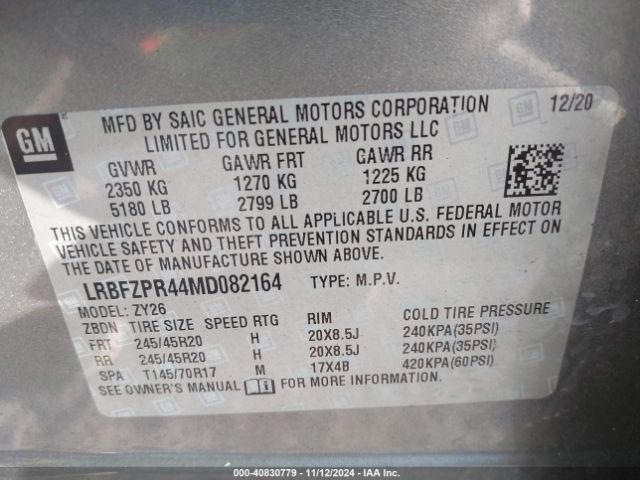 GM
MFD BY SAIC GENERAL MOTORS CORPORATION 12/20
LIMITED FOR GENERAL MOTORS LLC
GVWR GAWR FRT GAWR RR
2350 KG 1270 KG 1225 KG
5180 LB 2799 LB 2700 LB
THIS VEHICLE CONFORMS TO ALL APPLICABLE U.S. FEDERAL MOTOR
VEHICLE SAFETY AND THEFT PREVENTION STANDARDS IN EFFECT ON
THE DATE OF MANUFACTURE SHOWN ABOVE.
LRBFZPR44MD082164 TYPE: M.P.V.
MODEL: ZY26
ZBDN TIRE SIZE SPEED RTG RIM COLD TIRE PRESSURE
FRT 245/45R20 H 20X8.5J 240KPA(35PSI)
RR 245/45R20 H 20X8.5J 240KPA(35PSI)
SPA T145/70R17 M 17X4B 420KPA(60PSI)
SEE OWNER'S MANUAL FOR MORE INFORMATION.
000-40830779 - 11/12/2024 - IAA Inc.